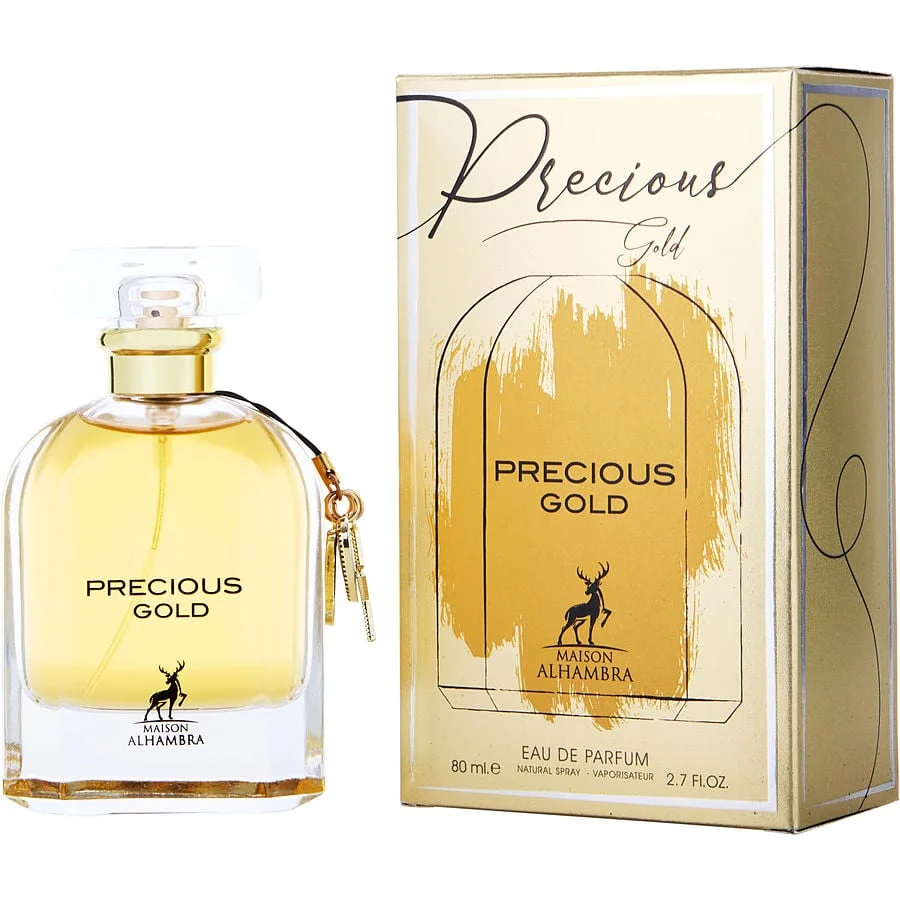 PRECIOUS
GOLD
MAISON
ALHAMBRA
Precious
Gold
PRECIOUS
GOLD
MAISON
ALHAMBRA
EAU DE PARFUM
80 ml.e NATURAL SPRAY - VAPORISATEUR 2.7 Fl.OZ.